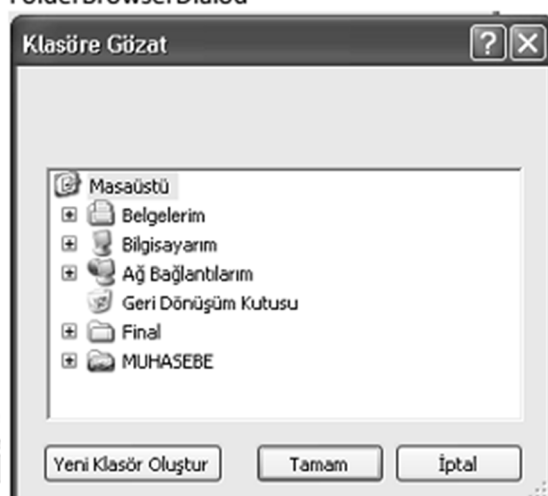 FolderBrowserDialog
Klasöre Gözat
Masaüstü
Belgelerim
Bilgisayarım
Ağ Bağlantılarım
Geri Dönüşüm Kutusu
Final
MUHASEBE
Yeni Klasör Oluştur Tamam İptal